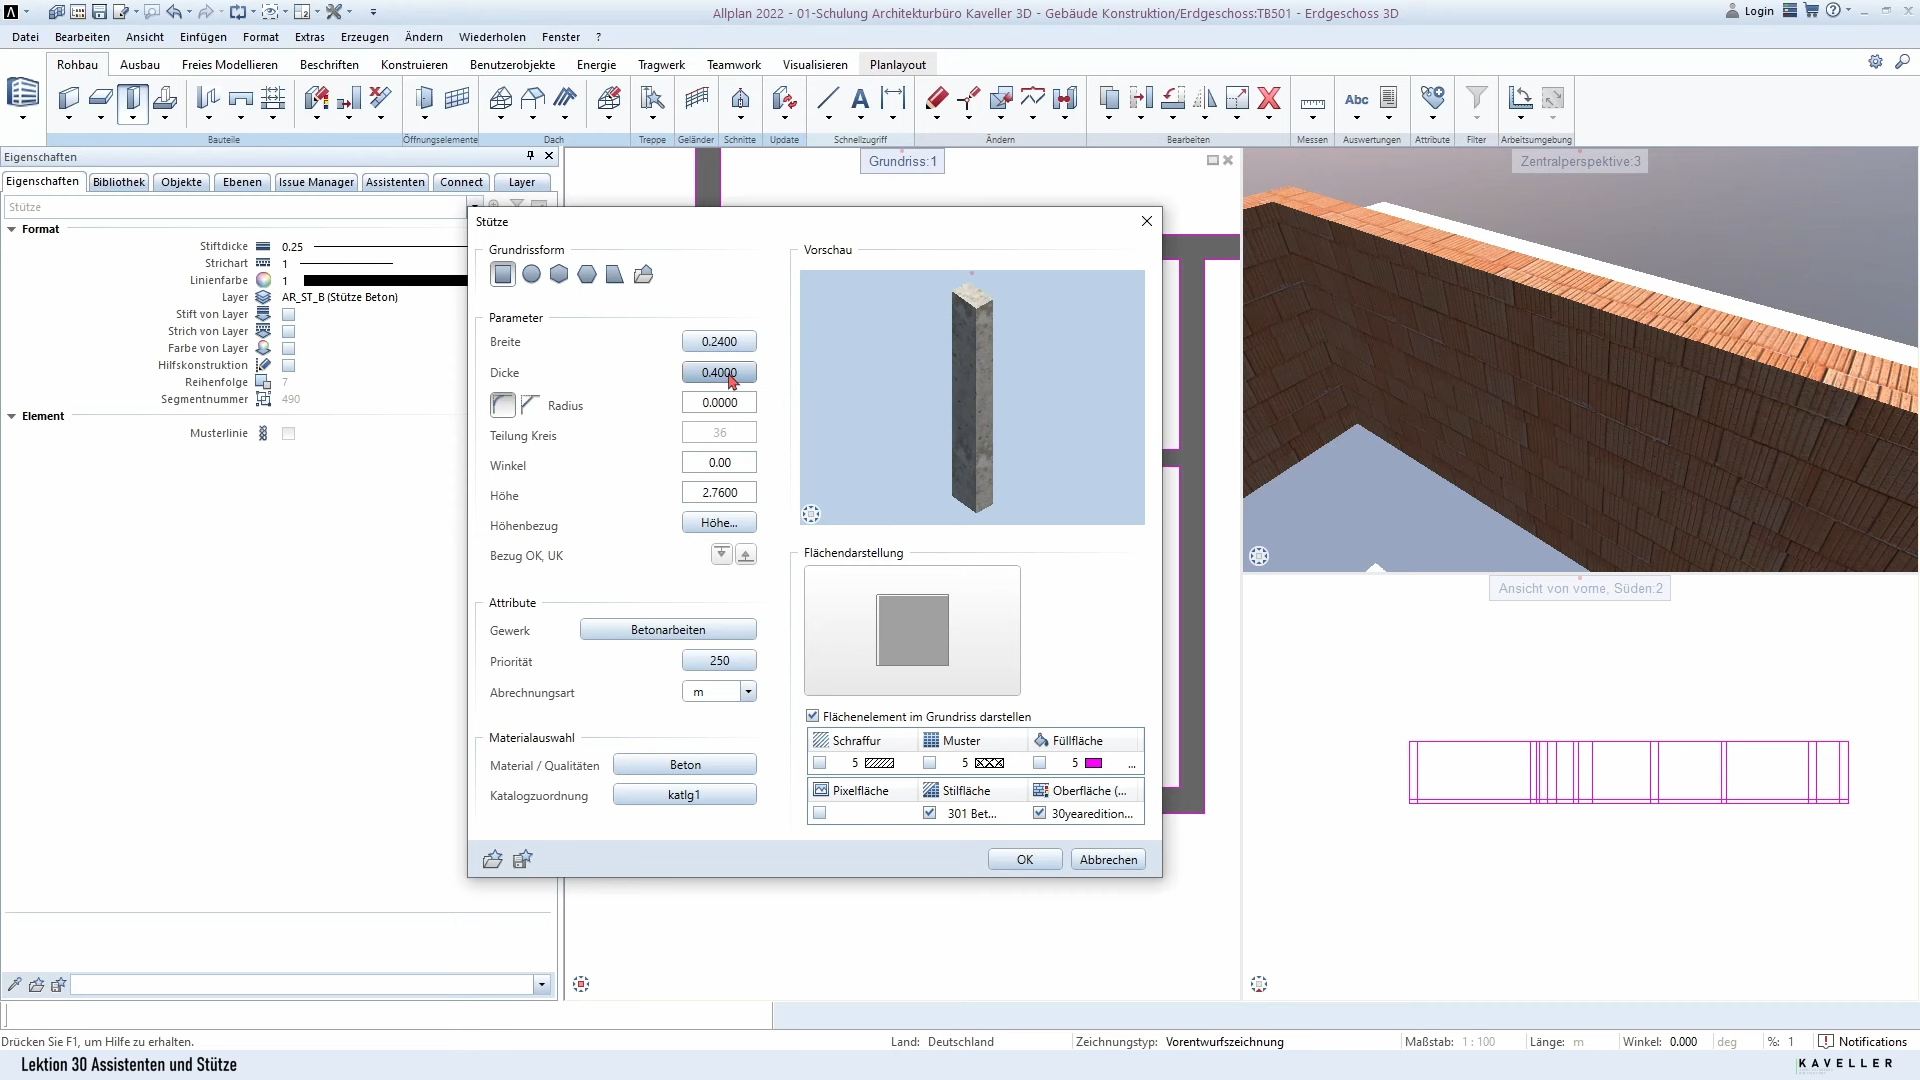 Allplan 2022 - 01-Schulung Architekturbüro Kaveller 3D - Gebäude Konstruktion/Erdgeschoss:TB501 - Erdgeschoss 3D
Login
Datei Bearbeiten Ansicht Einfügen Format Extras Erzeugen Ändern Wiederholen Fenster ?
Rohbau Ausbau Freies Modellieren Beschriften Konstruieren Benutzerobjekte Energie Tragwerk Teamwork Visualisieren Planlayout
Abc
Bauteile Öffnungselemente Dach Treppe Geländer Schnitte Update Schnellzugriff Ändern Bearbeiten Messen Auswertungen Attribute Filter Arbeitsumgebung
Eigenschaften
Eigenschaften Bibliothek Objekte Ebenen Issue Manager Assistenten Connect Layer
Stütze
Format
Stiftdicke 0.25
Strichart 1
Linienfarbe 1
Layer AR_ST_B (Stütze Beton)
Stift von Layer
Strich von Layer
Farbe von Layer
Hilfskonstruktion
Reihenfolge 7
Segmentnummer 490
Element
Musterlinie
Grundriss:1
Zentralperspektive:3
Ansicht von vorne, Süden:2
Stütze
Grundrissform
Parameter
Breite 0.2400
Dicke 0.4000
Radius 0.0000
Teilung Kreis 36
Winkel 0.00
Höhe 2.7600
Höhenbezug Höhe...
Bezug OK, UK
Attribute
Gewerk Betonarbeiten
Priorität 250
Abrechnungsart m
Materialauswahl
Material / Qualitäten Beton
Katalogzuordnung katlg1
Vorschau
Flächendarstellung
Flächenelement im Grundriss darstellen
Schraffur Muster Füllfläche
5 5 5 ...
Pixelfläche Stilfläche Oberfläche (...
301 Bet... 30yearedition...
OK Abbrechen
Drücken Sie F1, um Hilfe zu erhalten.
Land: Deutschland Zeichnungstyp: Vorentwurfszeichnung Maßstab: 1 : 100 Länge: m Winkel: 0.000 deg %: 1 Notifications
Lektion 30 Assistenten und Stütze
KAVELLER